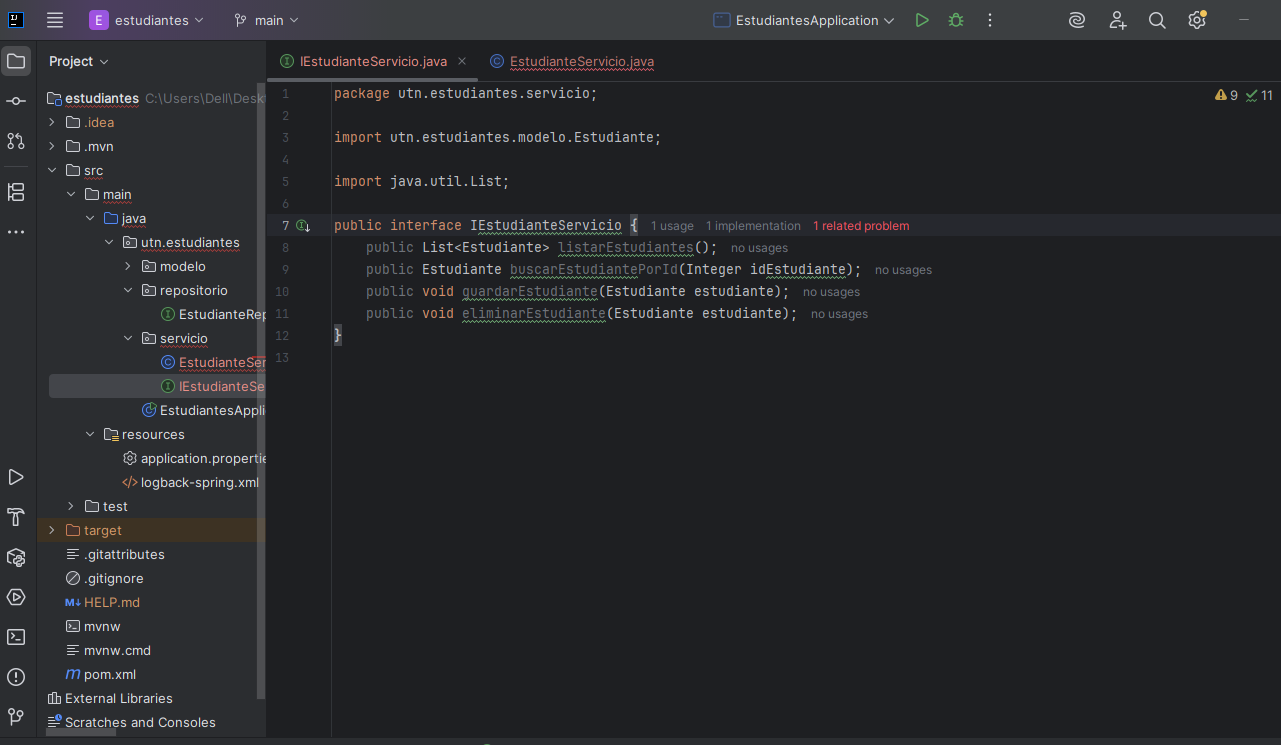 E estudiantes main EstudiantesApplication
Project
estudiantes C:\Users\Dell\Desk
.idea
.mvn
src
main
java
utn.estudiantes
modelo
repositorio
EstudianteRep
servicio
EstudianteSer
IEstudianteSe
EstudiantesAppli
resources
application.propertie
logback-spring.xml
test
target
.gitattributes
.gitignore
M↓ HELP.md
mvnw
mvnw.cmd
m pom.xml
External Libraries
Scratches and Consoles
IEstudianteServicio.java EstudianteServicio.java
9 11
1 package utn.estudiantes.servicio;
2
3 import utn.estudiantes.modelo.Estudiante;
4
5 import java.util.List;
6
7 public interface IEstudianteServicio { 1 usage 1 implementation 1 related problem
8 public List<Estudiante> listarEstudiantes(); no usages
9 public Estudiante buscarEstudiantePorId(Integer idEstudiante); no usages
10 public void guardarEstudiante(Estudiante estudiante); no usages
11 public void eliminarEstudiante(Estudiante estudiante); no usages
12 }
13